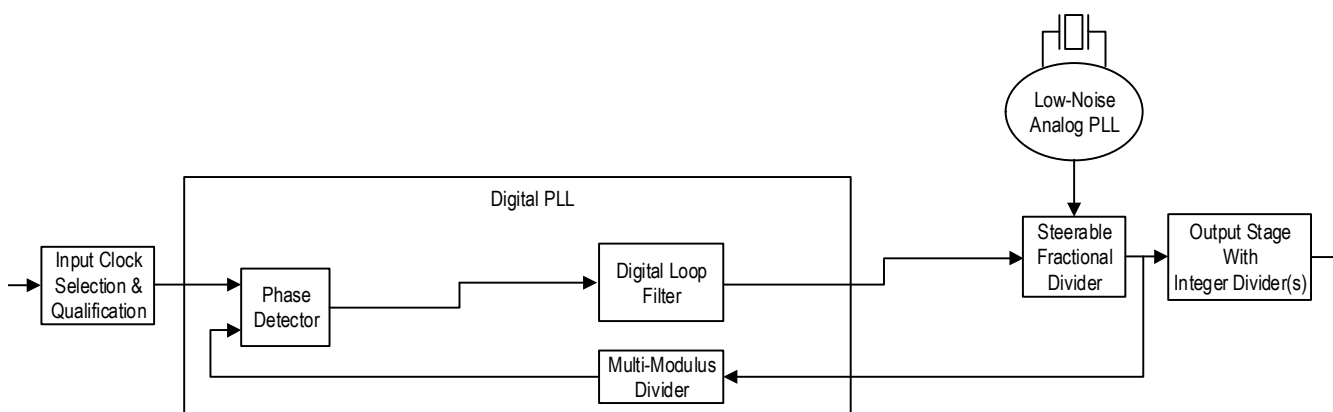 Low-Noise
Analog PLL
Digital PLL
Input Clock
Selection &
Qualification
Phase
Detector
Digital Loop
Filter
Multi-Modulus
Divider
Steerable
Fractional
Divider
Output Stage
With
Integer Divider(s)